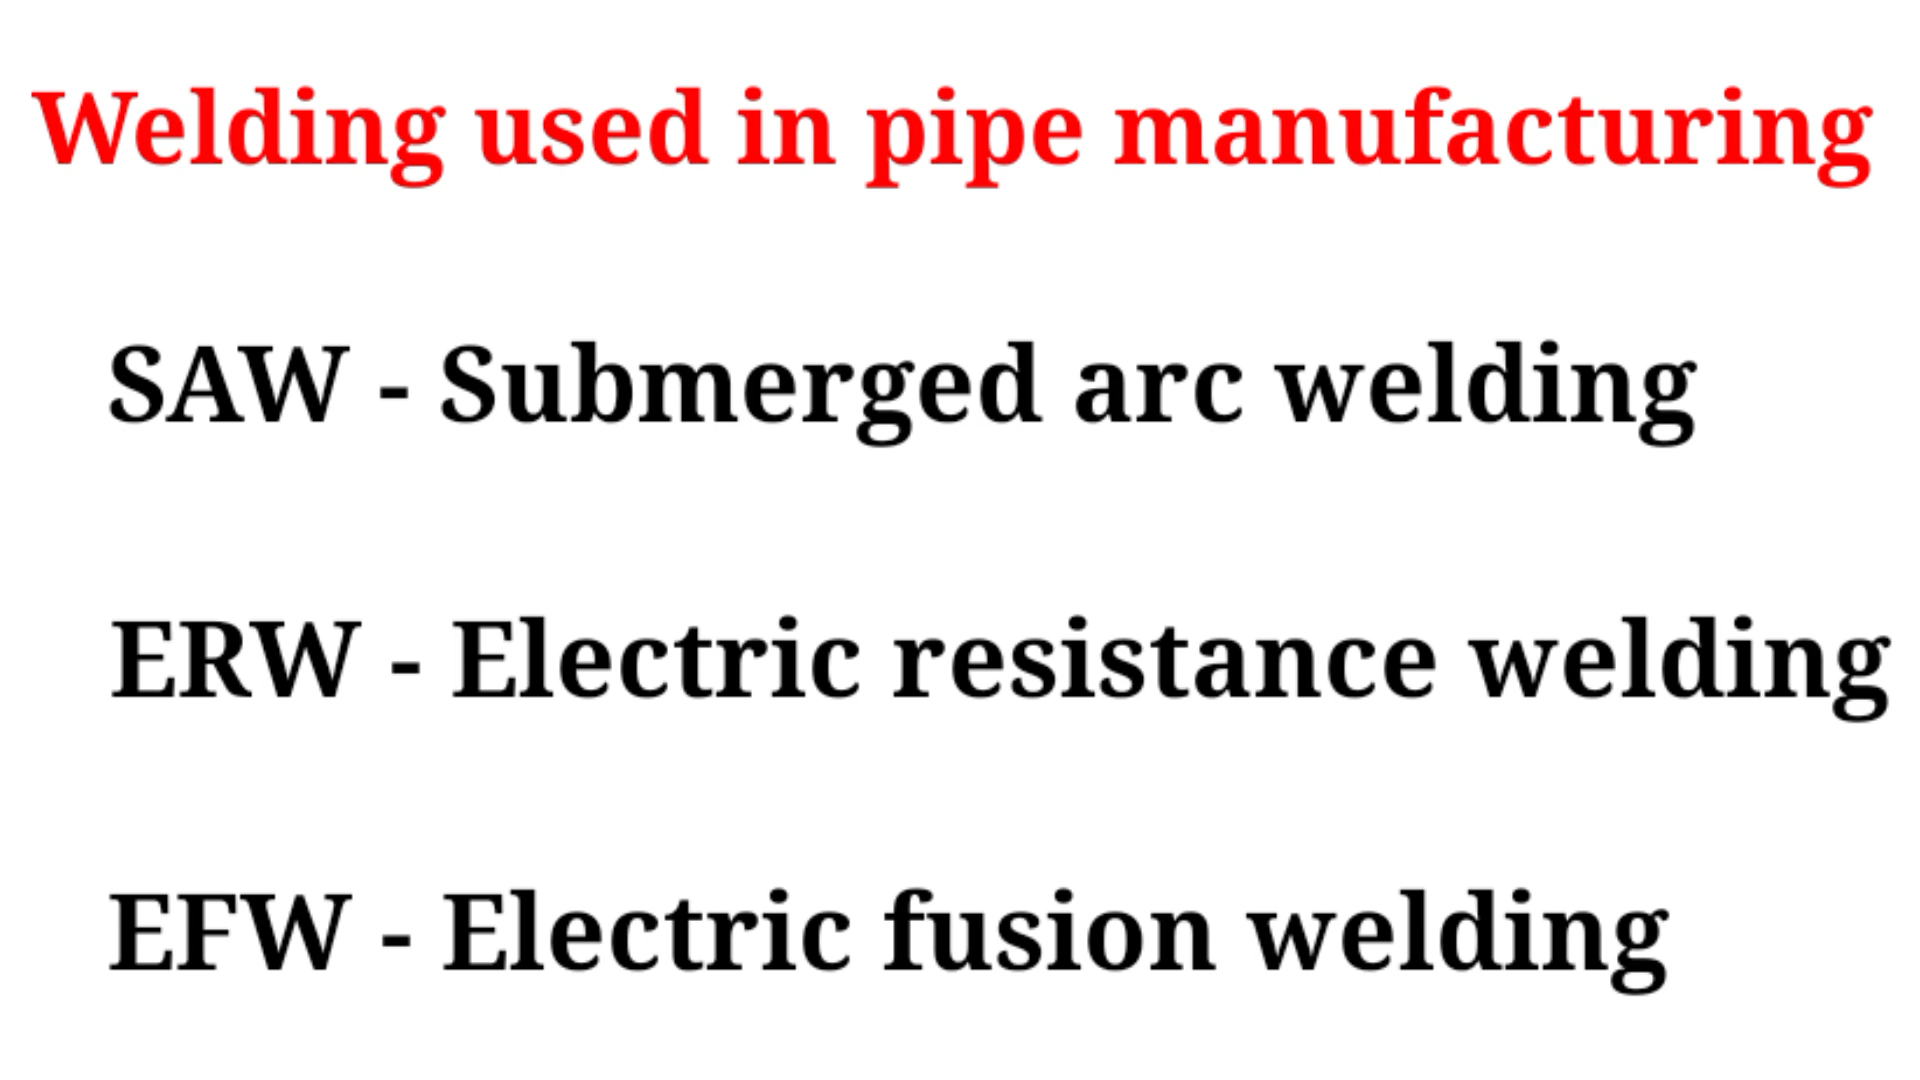 Welding used in pipe manufacturing
SAW - Submerged arc welding
ERW - Electric resistance welding
EFW - Electric fusion welding